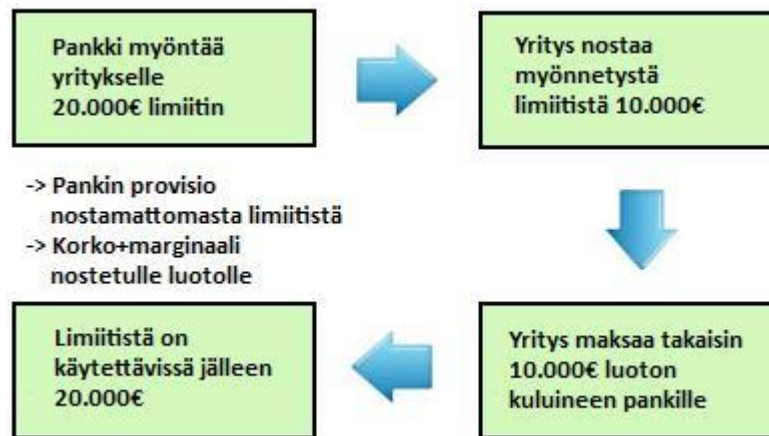 Pankki myöntää
yritykselle
20.000€ limiitin
Yritys nostaa
myönnetystä
limiitistä 10.000€
-> Pankin provisio
nostamattomasta limiitistä
-> Korko+marginaali
nostetulle luotolle
Yritys maksaa takaisin
10.000€ luoton
kuluineen pankille
Limiitistä on
käytettävissä jälleen
20.000€